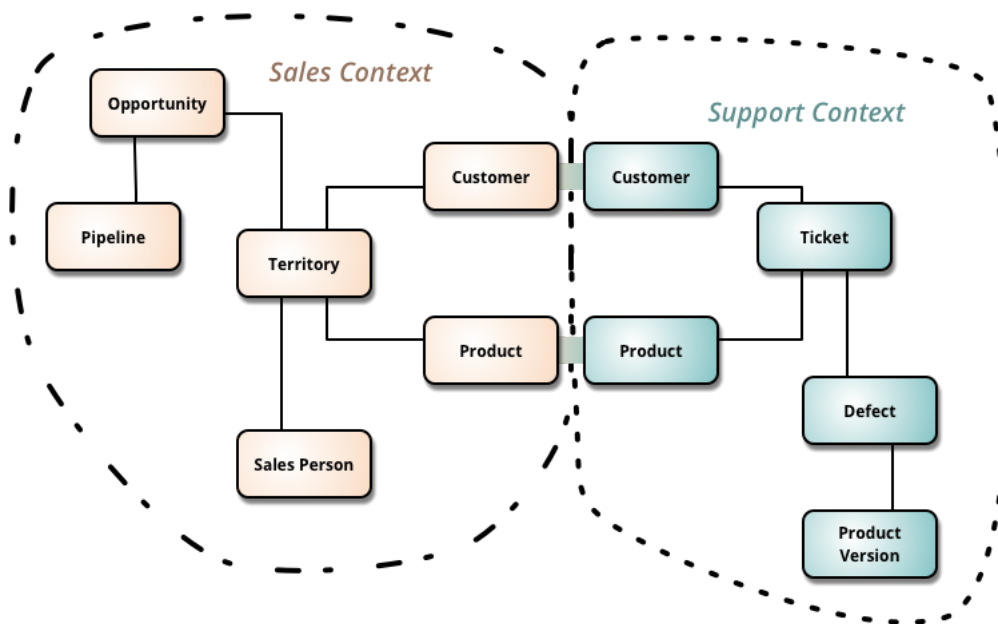 Sales Context
Opportunity
Pipeline
Territory
Customer
Product
Sales Person
Support Context
Customer
Product
Ticket
Defect
Product
Version